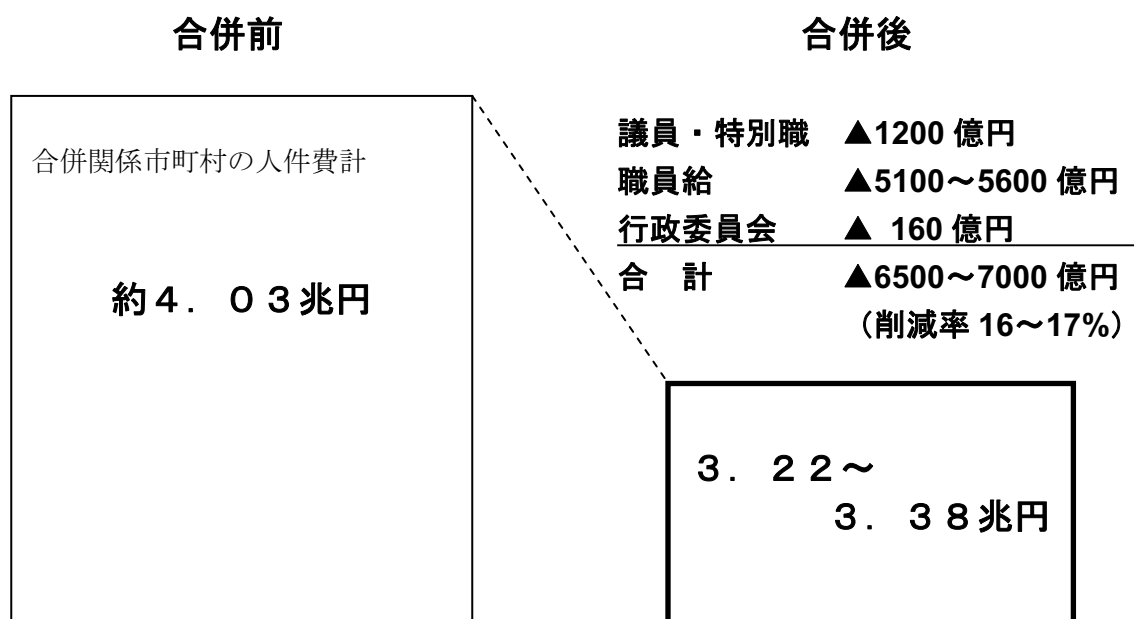 合併前
合併後
合併関係市町村の人件費計
約４．０３兆円
議員・特別職 ▲1200 億円
職員給 ▲5100～5600 億円
行政委員会 ▲ 160 億円
合 計 ▲6500～7000 億円
（削減率 16～17%）
３．２２～
３．３８兆円